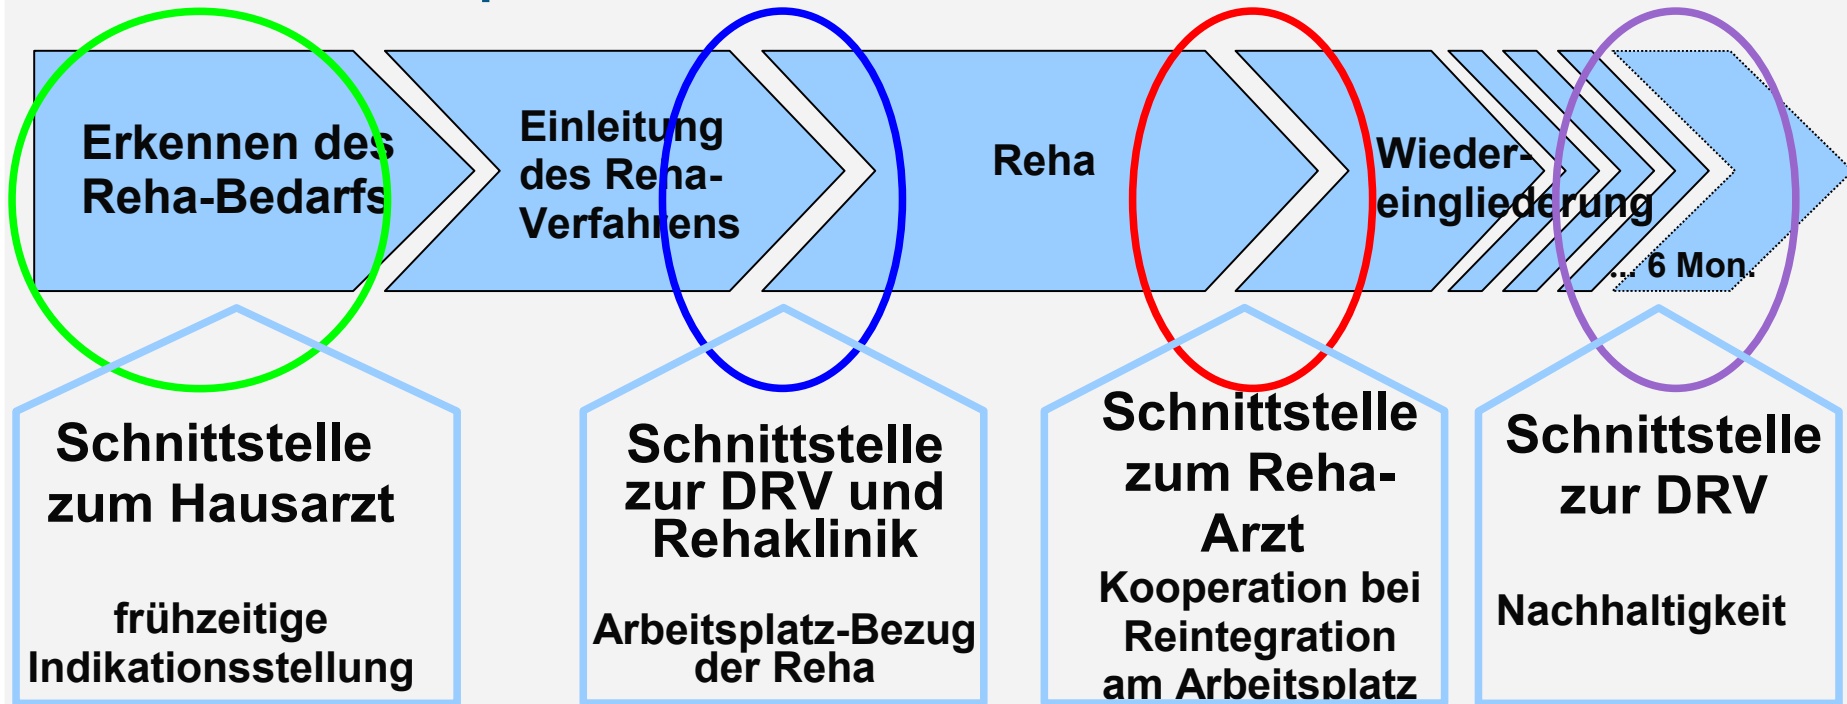 Erkennen des
Reha-Bedarfs
Einleitung
des Reha-
Verfahrens
Reha
Wieder-
eingliederung
... 6 Mon.
Schnittstelle
zum Hausarzt
frühzeitige
Indikationsstellung
Schnittstelle
zur DRV und
Rehaklinik
Arbeitsplatz-Bezug
der Reha
Schnittstelle
zum Reha-
Arzt
Kooperation bei
Reintegration
am Arbeitsplatz
Schnittstelle
zur DRV
Nachhaltigkeit